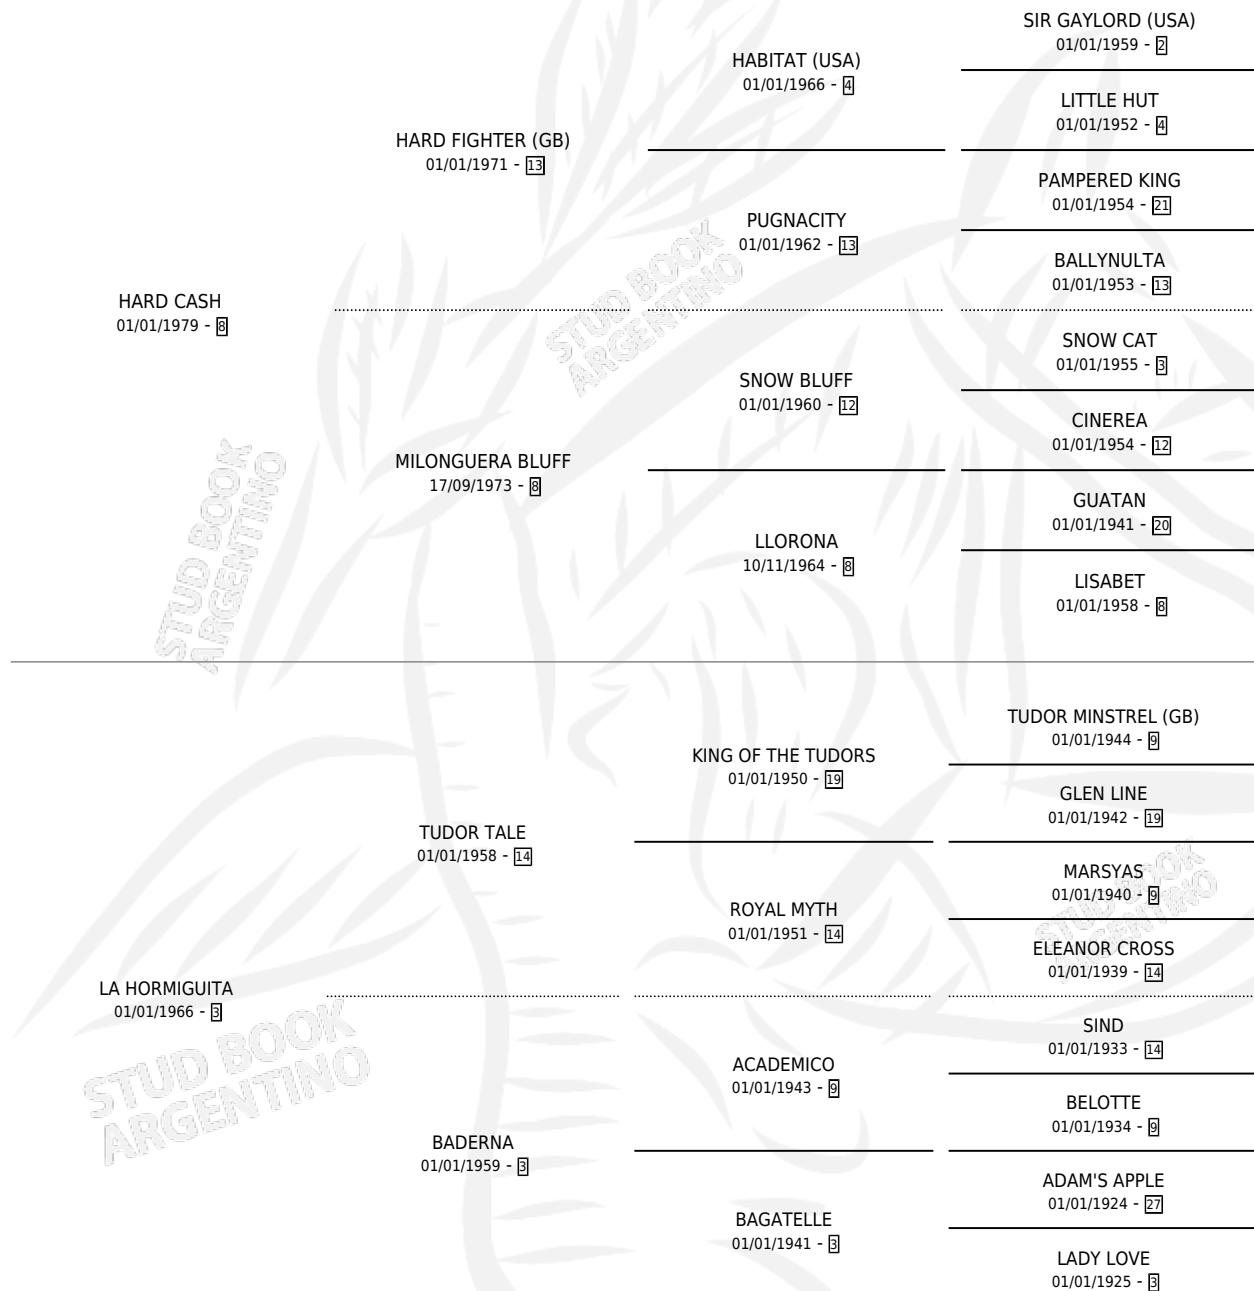 SIR GAYLORD (USA)
01/01/1959 - 2
HABITAT (USA)
01/01/1966 - 4
LITTLE HUT
01/01/1952 - 4
HARD FIGHTER (GB)
01/01/1971 - 13
PAMPERED KING
01/01/1954 - 21
PUGNACITY
01/01/1962 - 13
BALLYNULTA
01/01/1953 - 13
HARD CASH
01/01/1979 - 8
SNOW CAT
01/01/1955 - 3
SNOW BLUFF
01/01/1960 - 12
CINEREA
01/01/1954 - 12
MILONGUERA BLUFF
17/09/1973 - 8
GUATAN
01/01/1941 - 20
LLORONA
10/11/1964 - 8
LISABET
01/01/1958 - 8
TUDOR MINSTREL (GB)
01/01/1944 - 9
KING OF THE TUDORS
01/01/1950 - 19
GLEN LINE
01/01/1942 - 19
TUDOR TALE
01/01/1958 - 14
MARSYAS
01/01/1940 - 9
ROYAL MYTH
01/01/1951 - 14
ELEANOR CROSS
01/01/1939 - 14
LA HORMIGUITA
01/01/1966 - 3
SIND
01/01/1933 - 14
ACADEMICO
01/01/1943 - 9
BELOTTE
01/01/1934 - 9
BADERNA
01/01/1959 - 3
ADAM'S APPLE
01/01/1924 - 27
BAGATELLE
01/01/1941 - 3
LADY LOVE
01/01/1925 - 3
STUD BOOK
ARGENTINO
STUD BOOK
ARGENTINO
STUD BOOK
ARGENTINO
STUD BOOK
ARGENTINO